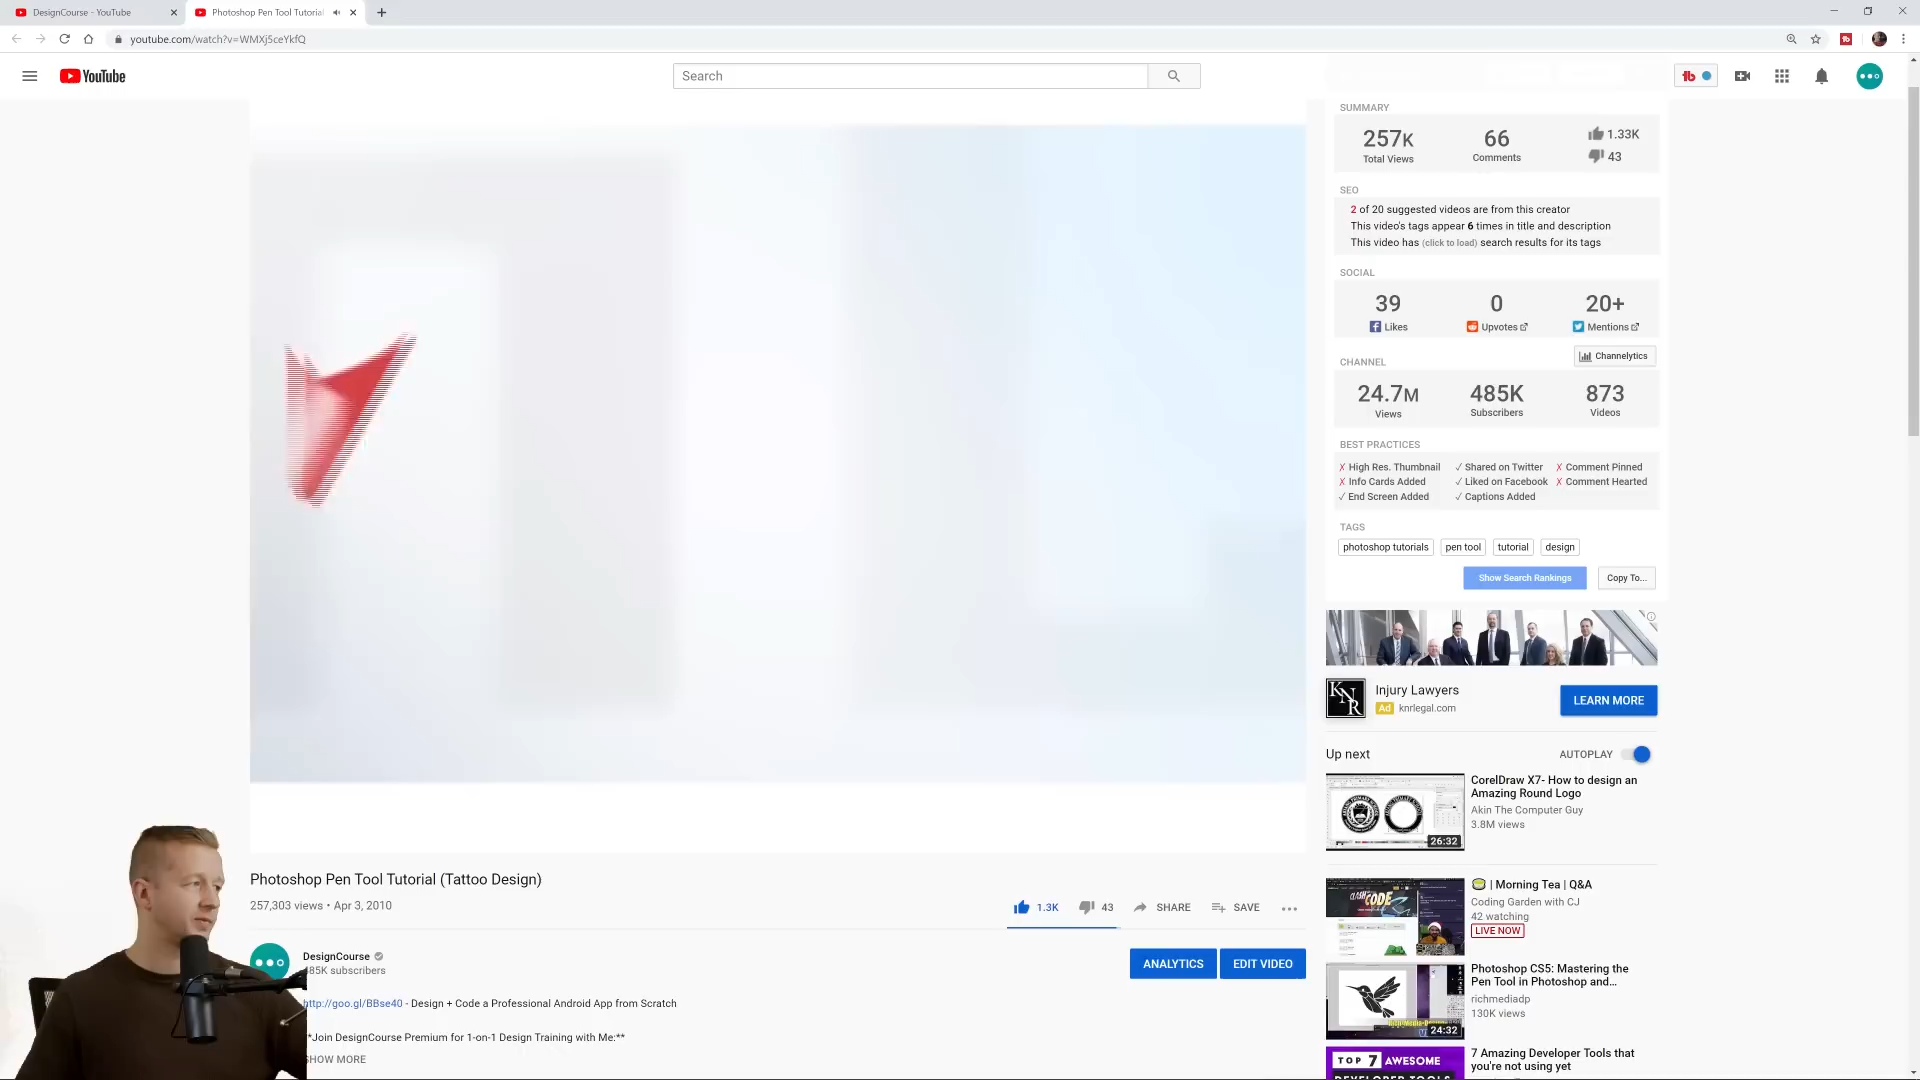 DesignCourse - YouTube
Photoshop Pen Tool Tutorial
youtube.com/watch?v=WMXj5ceYkfQ
YouTube
Search
SUMMARY
257K
Total Views
66
Comments
1.33K
43
SEO
2 of 20 suggested videos are from this creator
This video's tags appear 6 times in title and description
This video has (click to load) search results for its tags
SOCIAL
39
Likes
0
Upvotes
20+
Mentions
CHANNEL
Channelytics
24.7M
Views
485K
Subscribers
873
Videos
BEST PRACTICES
X High Res. Thumbnail
✓ Shared on Twitter
X Comment Pinned
X Info Cards Added
✓ Liked on Facebook
X Comment Hearted
✓ End Screen Added
✓ Captions Added
TAGS
photoshop tutorials
pen tool
tutorial
design
Show Search Rankings
Copy To...
KNR
Injury Lawyers
Ad knrlegal.com
LEARN MORE
Up next
AUTOPLAY
CorelDraw X7- How to design an
Amazing Round Logo
Akin The Computer Guy
3.8M views
26:32
| Morning Tea | Q&A
Coding Garden with CJ
42 watching
LIVE NOW
Photoshop CS5: Mastering the
Pen Tool in Photoshop and...
richmediadp
130K views
24:32
7 Amazing Developer Tools that
you're not using yet
TOP 7 AWESOME
DEVELOPER TOOLS
Photoshop Pen Tool Tutorial (Tattoo Design)
257,303 views • Apr 3, 2010
1.3K
43
SHARE
SAVE
DesignCourse
485K subscribers
ANALYTICS
EDIT VIDEO
http://goo.gl/BBse40 - Design + Code a Professional Android App from Scratch
*Join DesignCourse Premium for 1-on-1 Design Training with Me:**
SHOW MORE